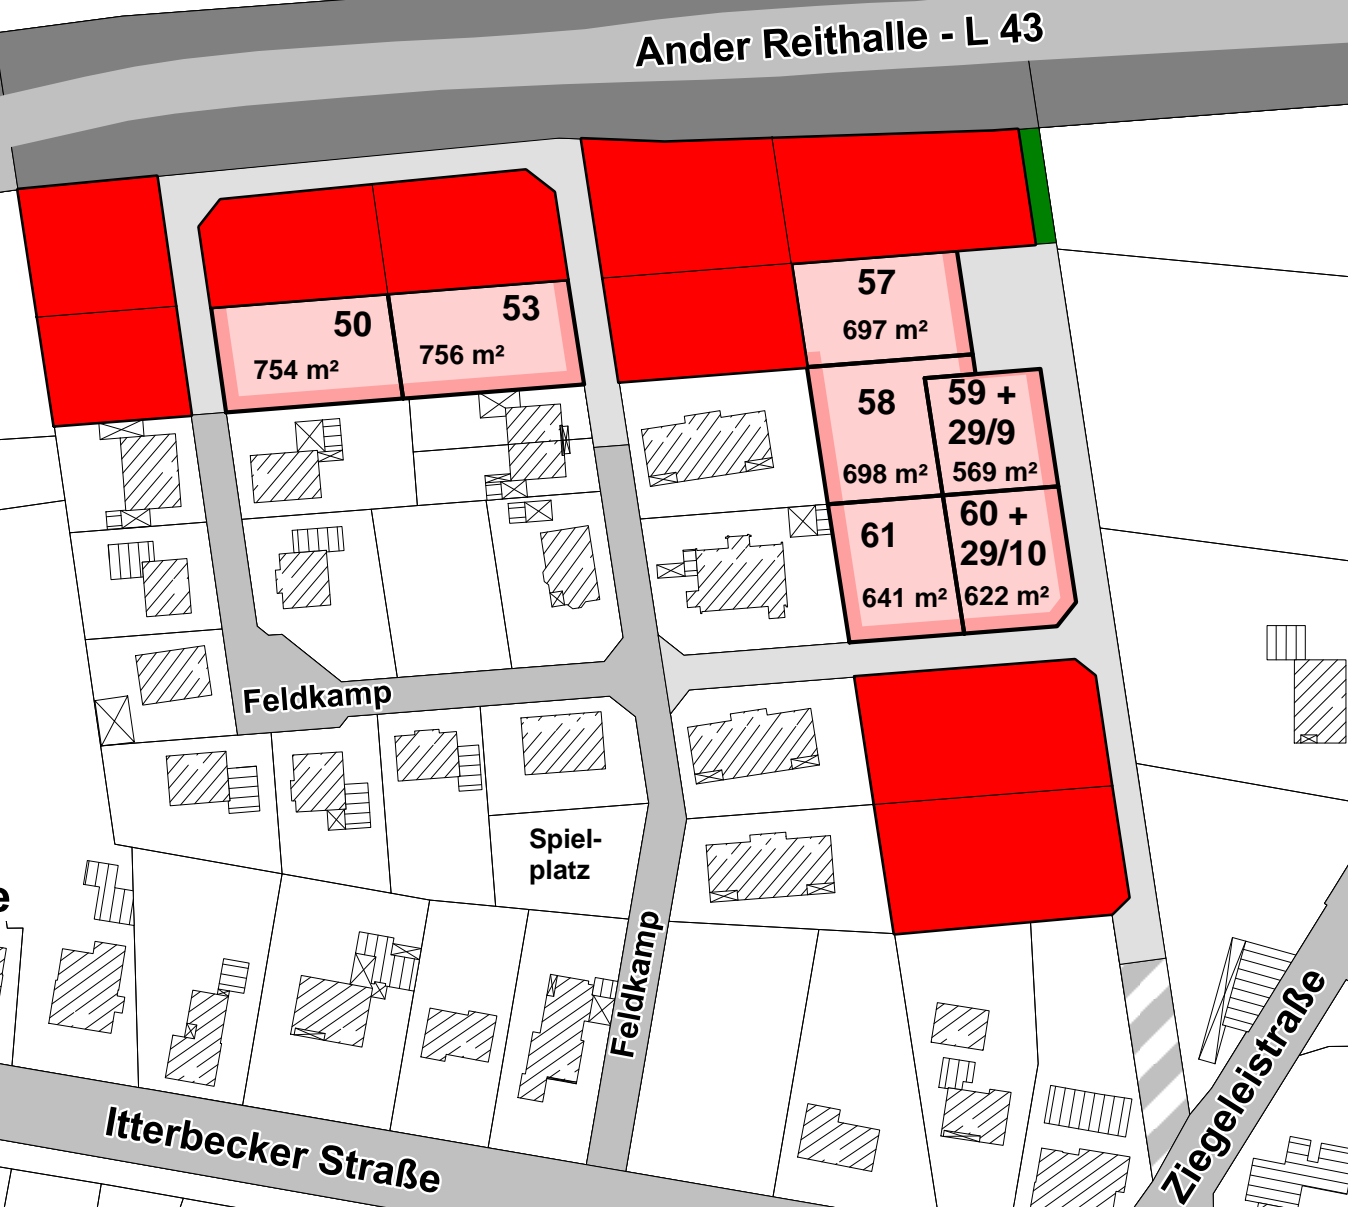 Ander Reithalle - L 43
57
697 m²
53
756 m²
50
754 m²
58
698 m²
59 +
29/9
569 m²
61
641 m²
60 +
29/10
622 m²
Feldkamp
Spiel-
platz
e
Feldkamp
Itterbecker Straße
Ziegeleistraße